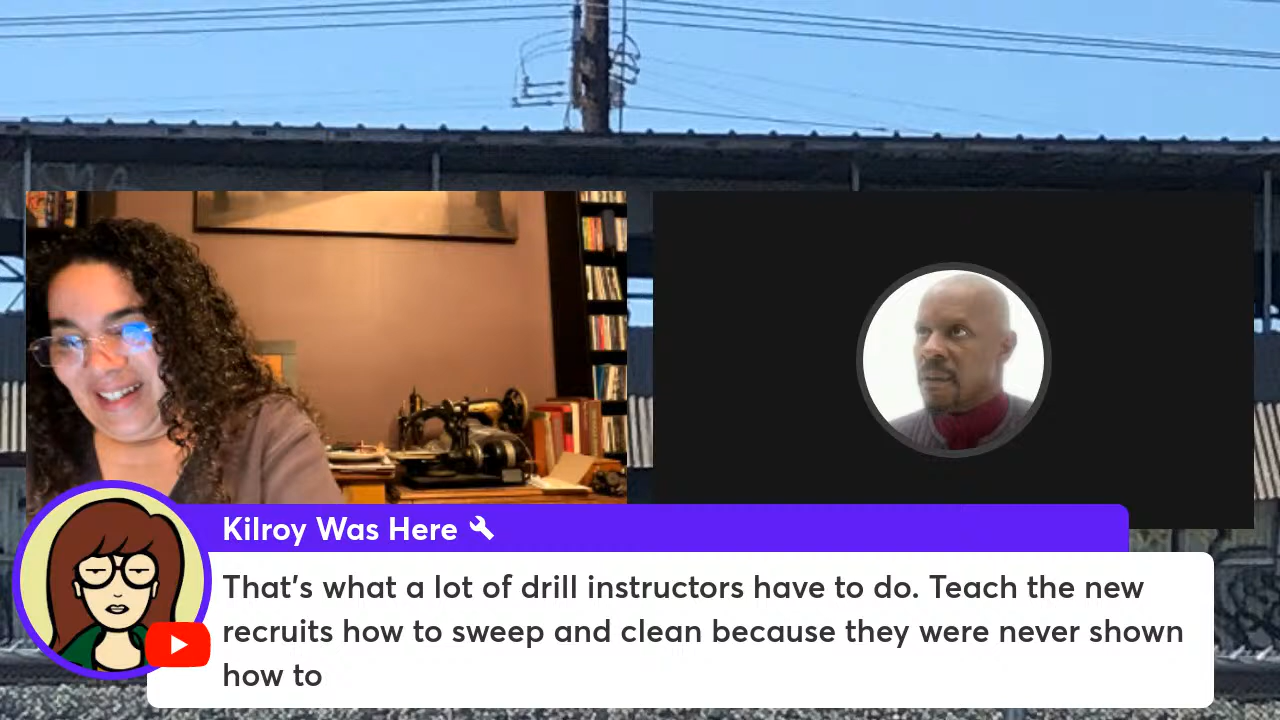 Kilroy Was Here
That's what a lot of drill instructors have to do. Teach the new
recruits how to sweep and clean because they were never shown
how to